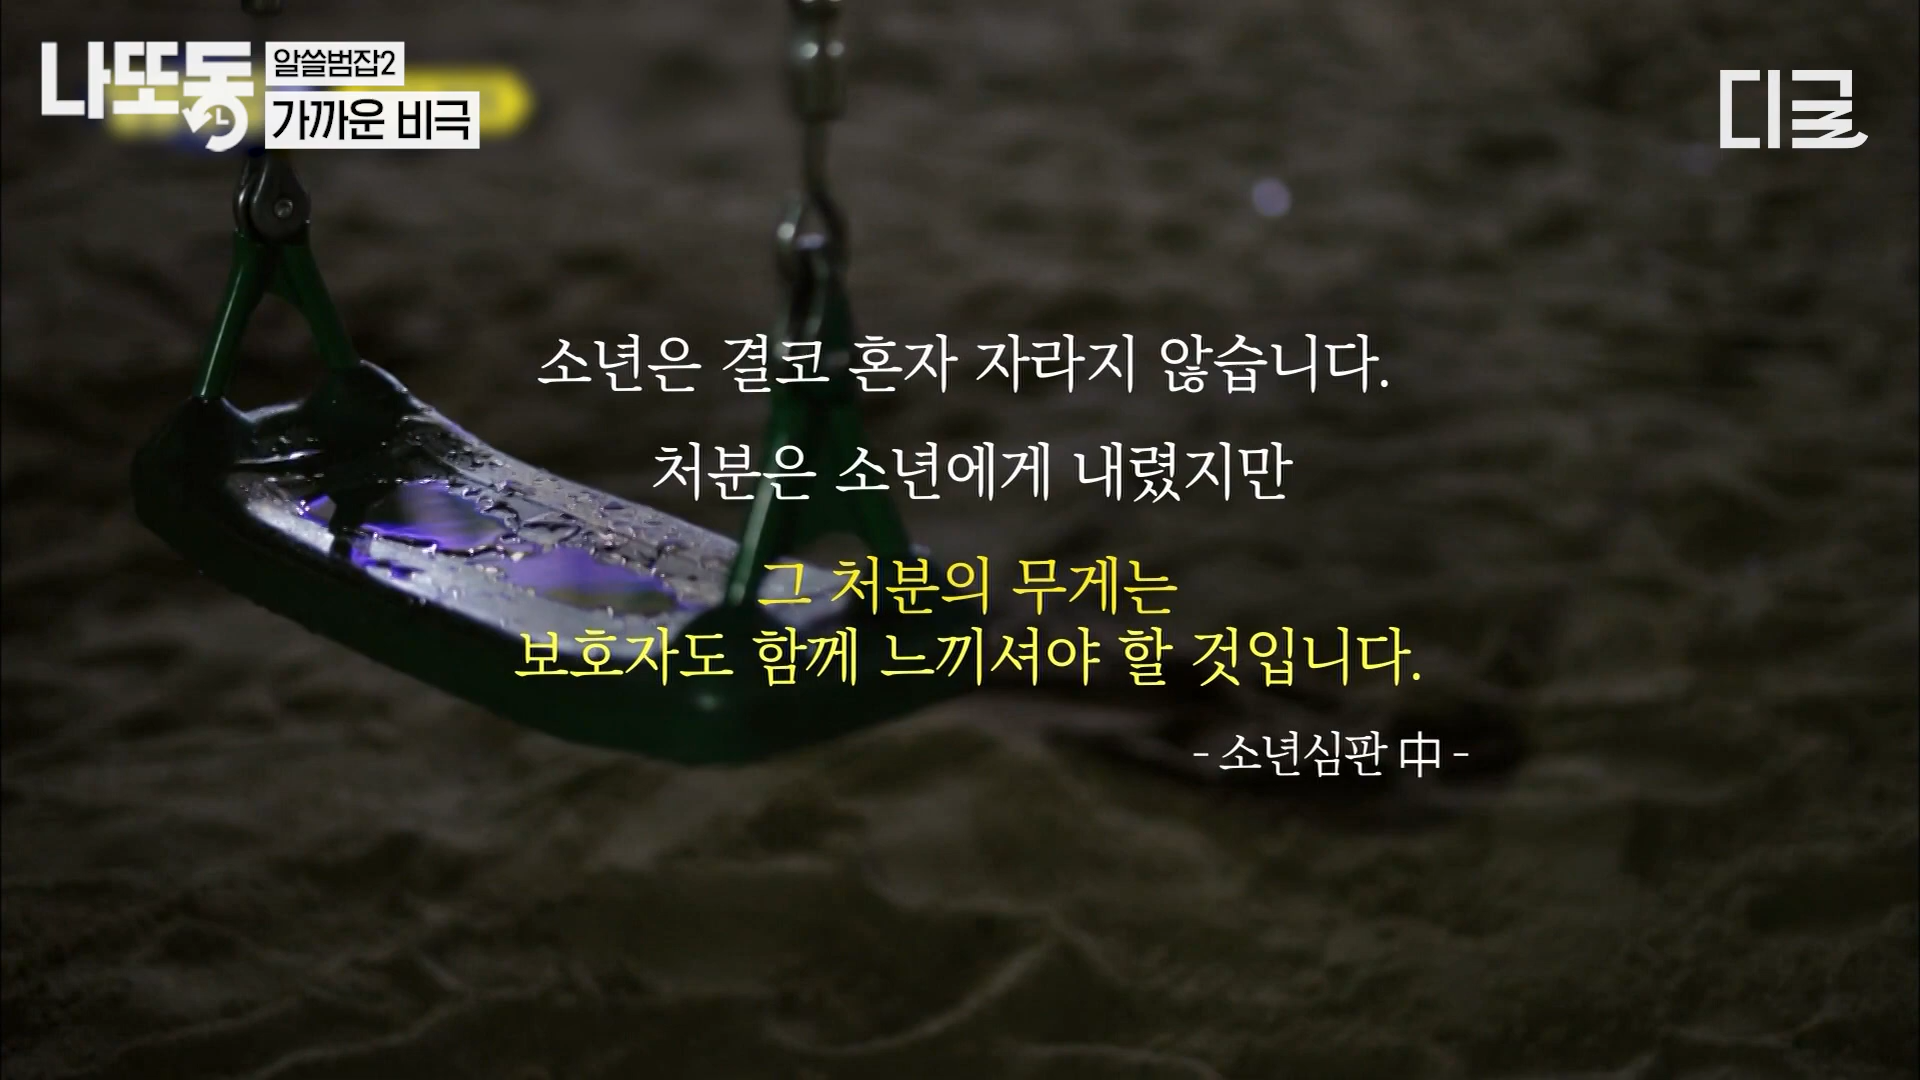 나또동
알쓸범잡2
가까운 비극
디글
소년은 결코 혼자 자라지 않습니다.
처분은 소년에게 내렸지만
그 처분의 무게는
보호자도 함께 느끼셔야 할 것입니다.
- 소년심판 中 -